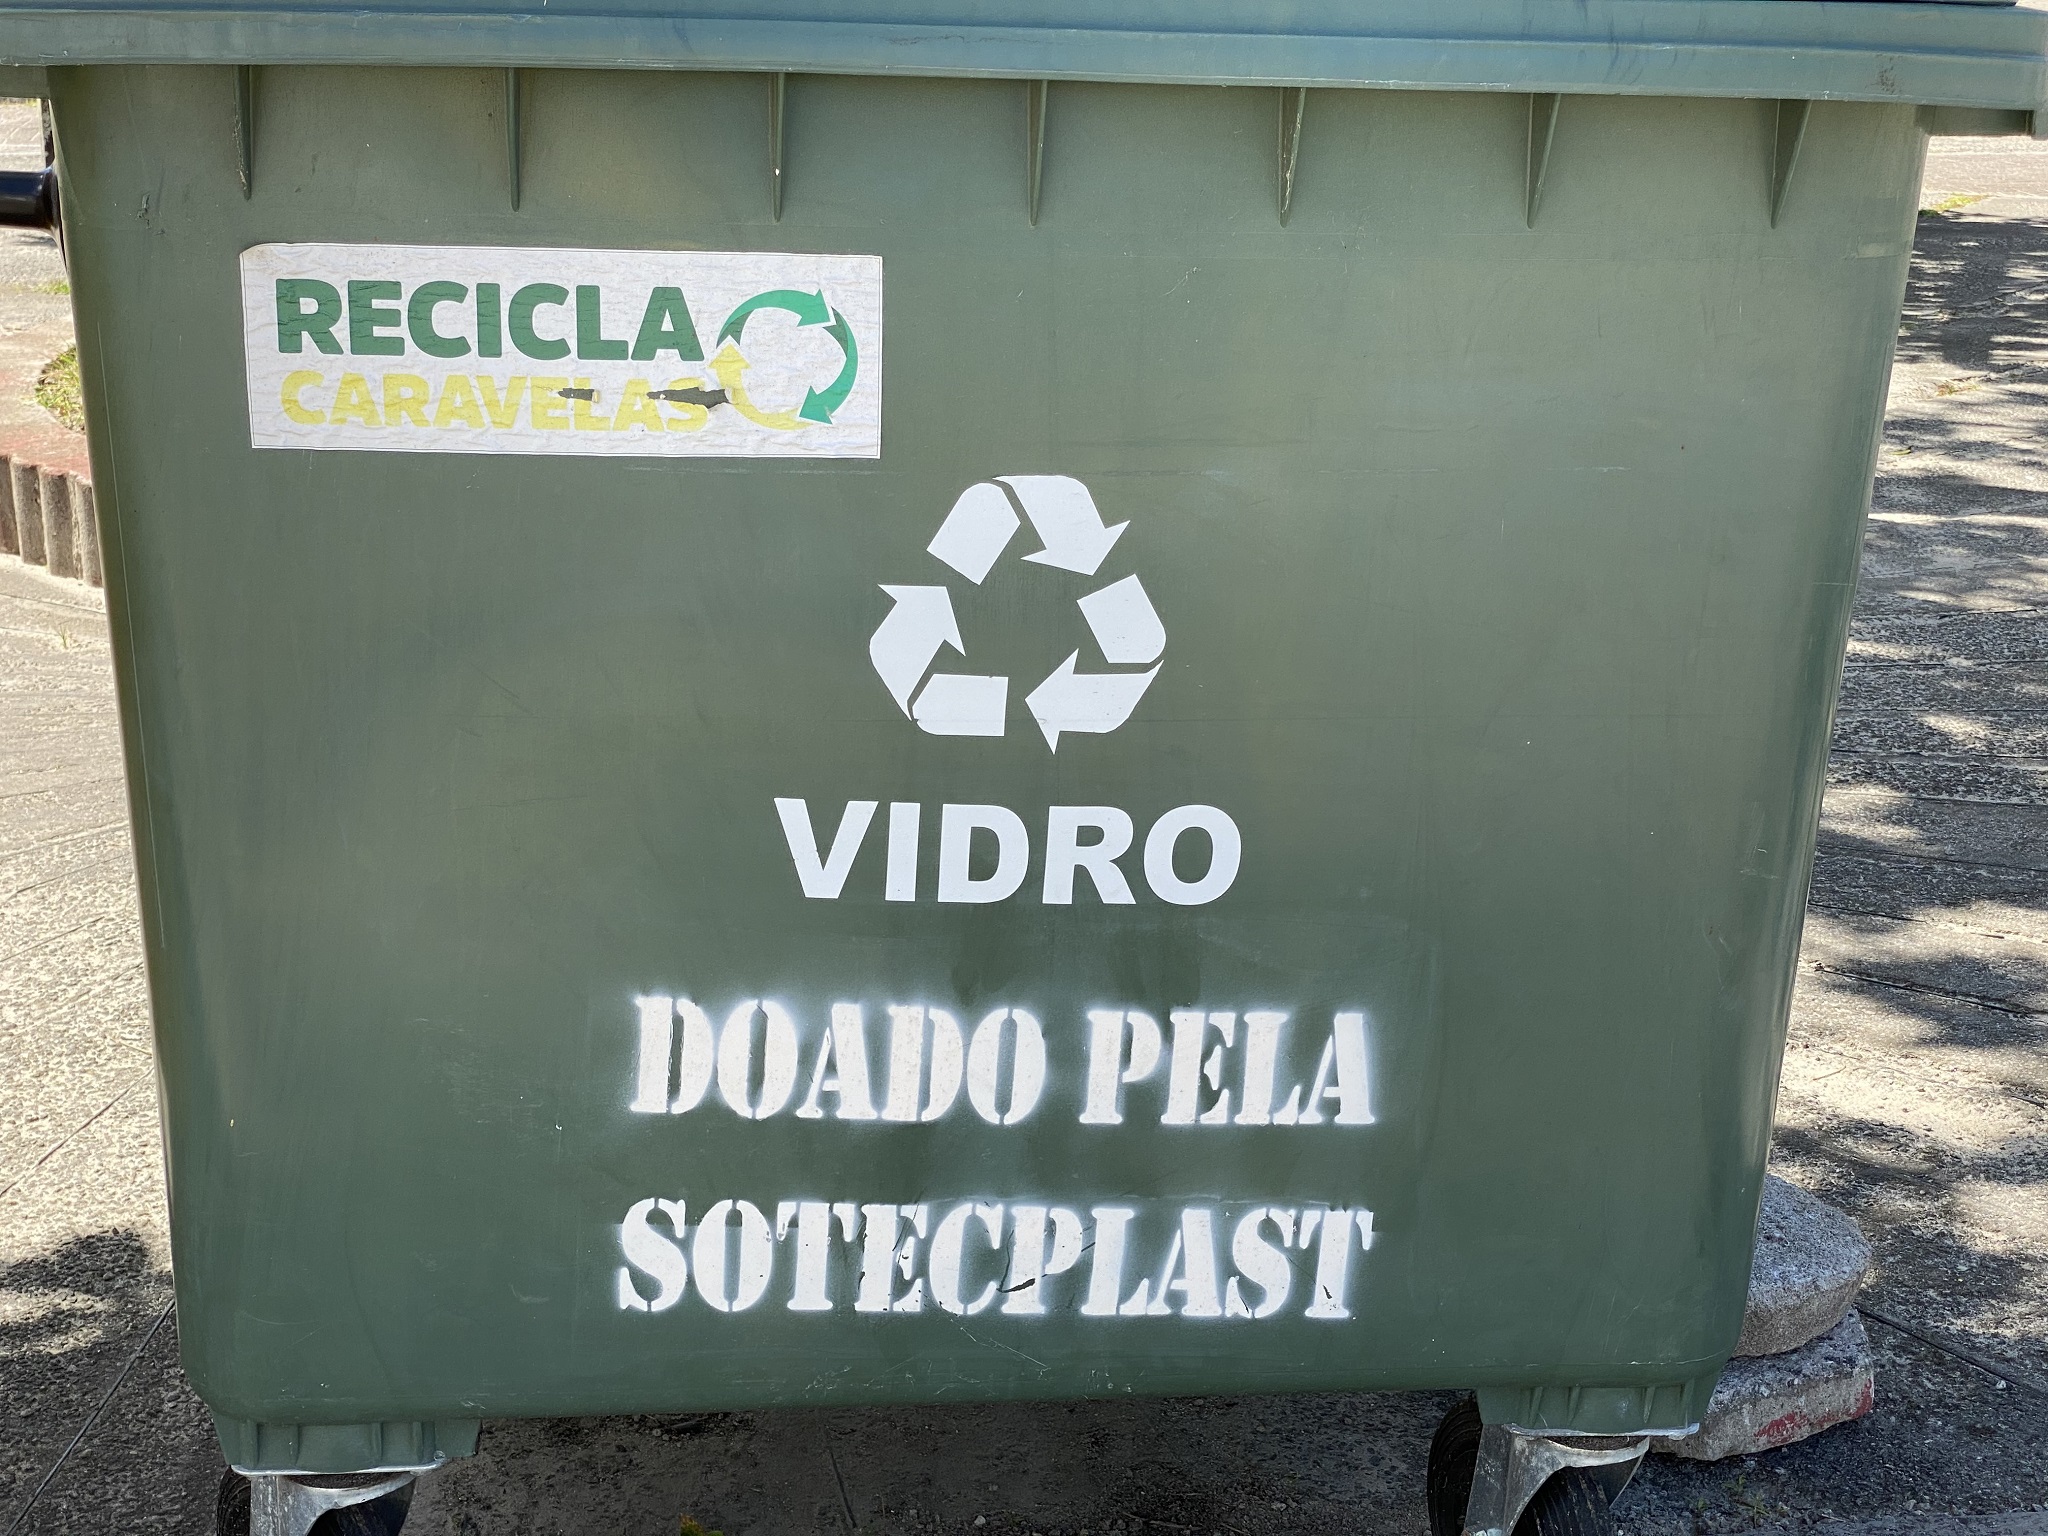 RECICLA
CARAVELAS
VIDRO
DOADO PELA
SOTECPLAST